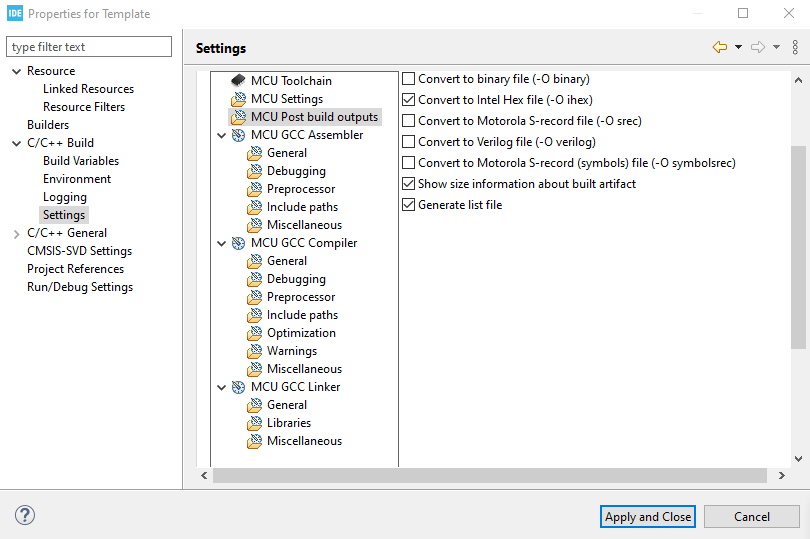 IDE Properties for Template
type filter text
Settings
Resource
Linked Resources
Resource Filters
Builders
C/C++ Build
Build Variables
Environment
Logging
Settings
C/C++ General
CMSIS-SVD Settings
Project References
Run/Debug Settings
MCU Toolchain
MCU Settings
MCU Post build outputs
MCU GCC Assembler
General
Debugging
Preprocessor
Include paths
Miscellaneous
MCU GCC Compiler
General
Debugging
Preprocessor
Include paths
Optimization
Warnings
Miscellaneous
MCU GCC Linker
General
Libraries
Miscellaneous
Convert to binary file (-O binary)
Convert to Intel Hex file (-O ihex)
Convert to Motorola S-record file (-O srec)
Convert to Verilog file (-O verilog)
Convert to Motorola S-record (symbols) file (-O symbolsrec)
Show size information about built artifact
Generate list file
?
Apply and Close
Cancel